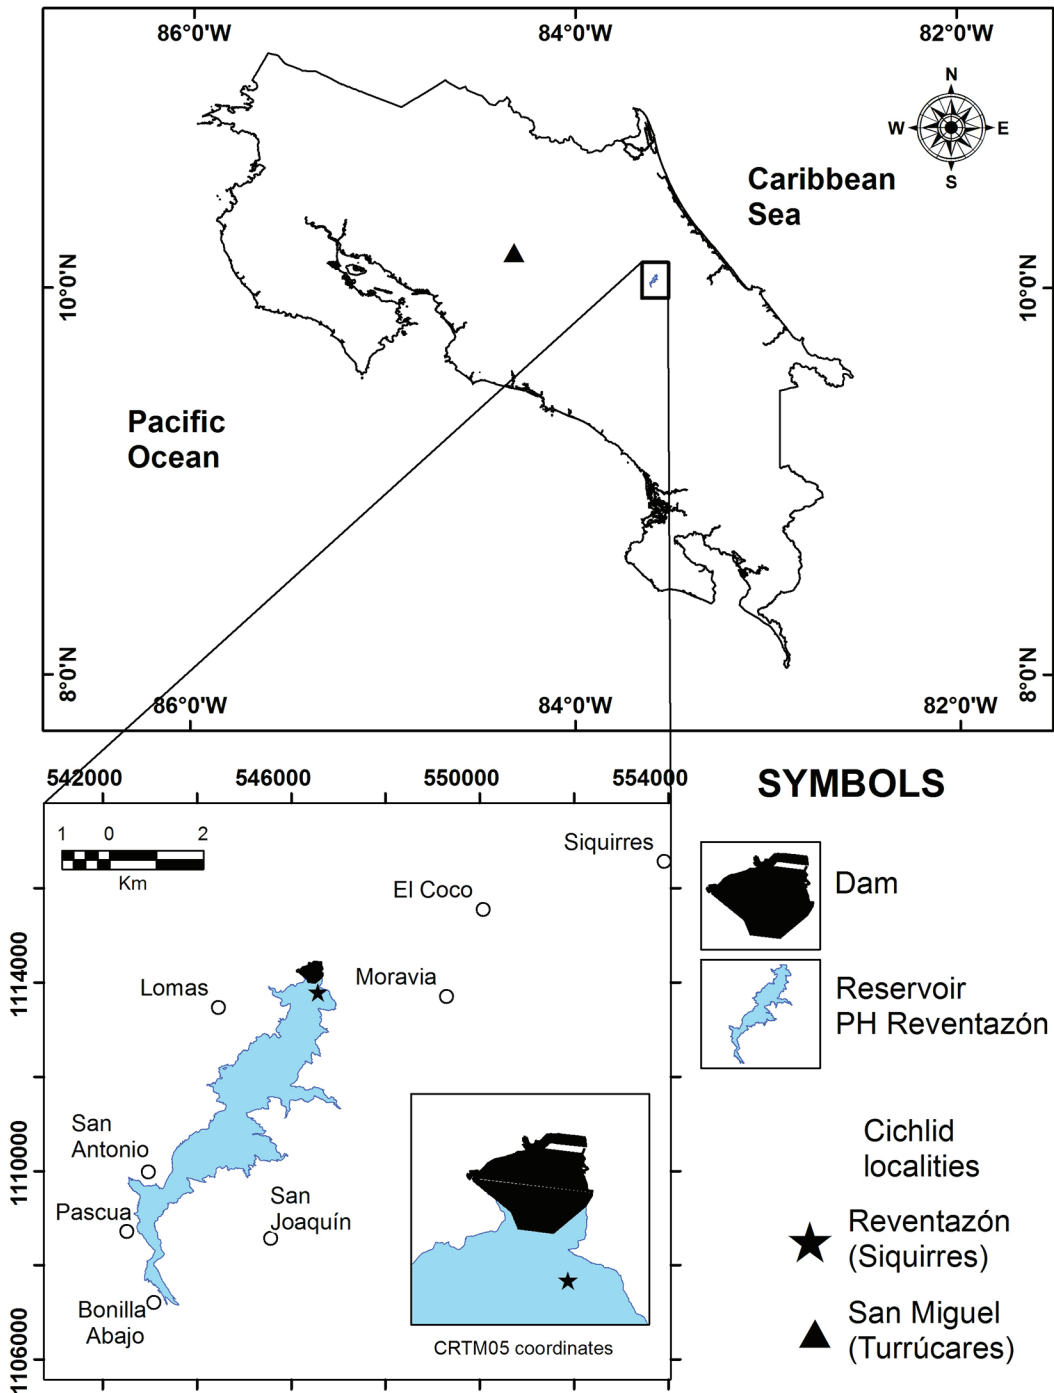 86°0'W
84°0'W
82°0'W
N
W
E
S
Caribbean
Sea
10°0'N
10°0'N
Pacific
Ocean
8°0'N
8°0'N
86°0'W
84°0'W
82°0'W
542000
546000
550000
554000
SYMBOLS
1
0
2
Km
Siquirres
El Coco
Dam
1114000
Lomas
Moravia
Reservoir
PH Reventazón
San
Antonio
1110000
Cichlid
localities
Pascua
San
Joaquín
Reventazón
(Siquirres)
Bonilla
Abajo
San Miguel
(Turrúcares)
CRTM05 coordinates
1106000